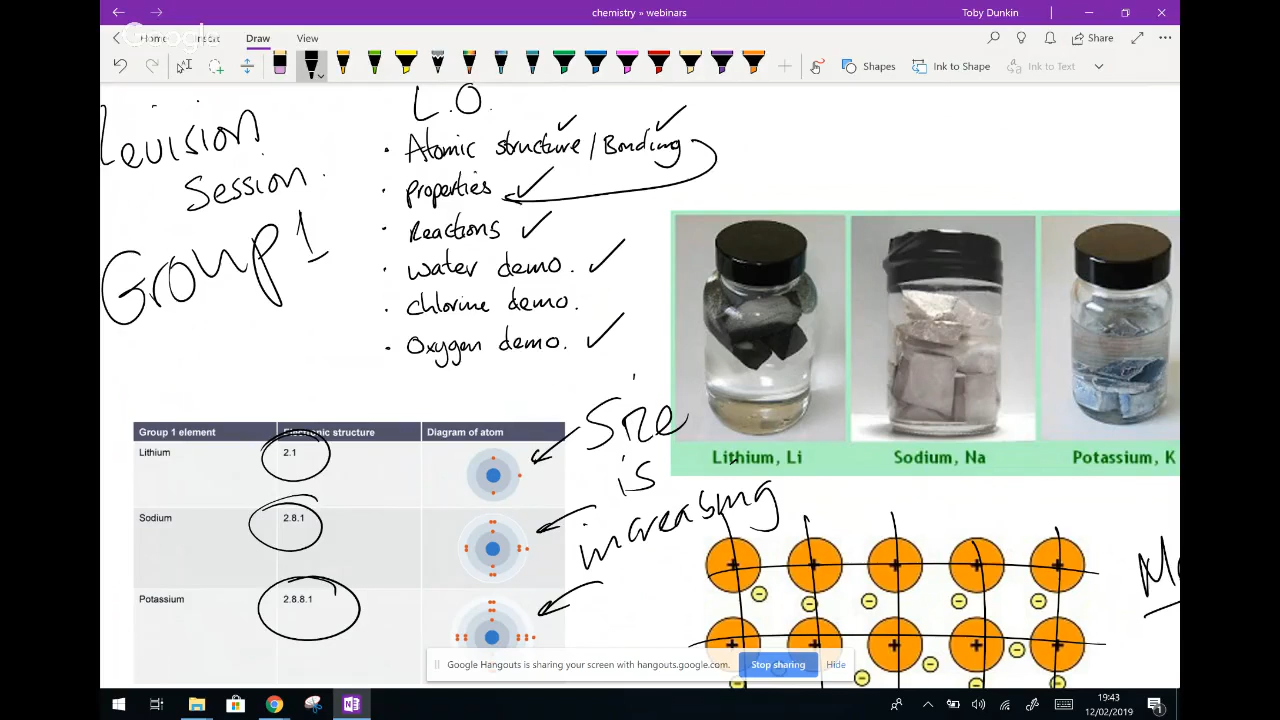 chemistry » webinars
Toby Dunkin
Google
Home
Insert
Draw
View
Share
Shapes
Ink to Shape
Ink to Text
Revision
Session
Group 1
L.O.
• Atomic structure / Bonding
• properties
• Reactions
• water demo.
• chlorine demo.
• Oxygen demo.
Lithium, Li
Sodium, Na
Potassium, K
Group 1 element
Electronic structure
Diagram of atom
Lithium
2.1
Sodium
2.8.1
Potassium
2.8.8.1
Size
is
increasing
Google Hangouts is sharing your screen with hangouts.google.com.
Stop sharing
Hide
19:43
12/02/2019